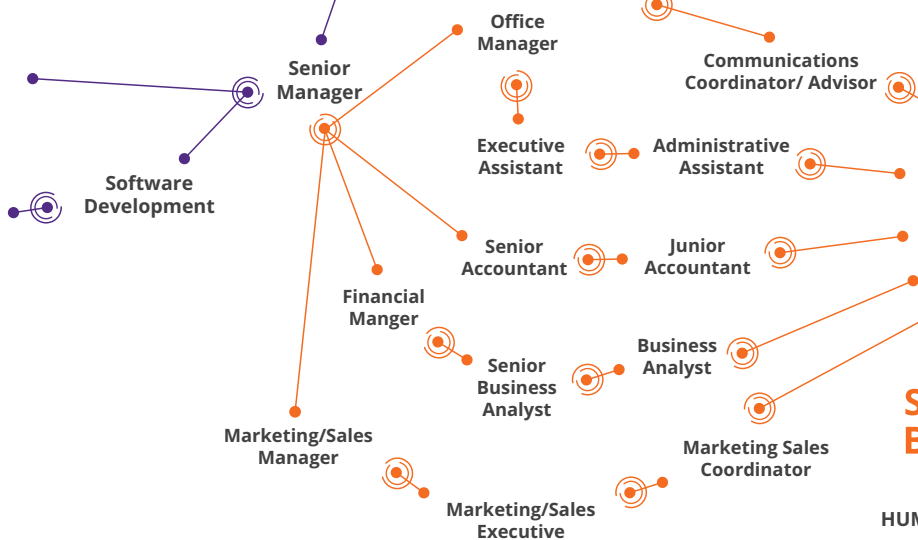 Office
Manager
Senior
Manager
Communications
Coordinator/ Advisor
Executive
Assistant
Administrative
Assistant
Software
Development
Senior
Accountant
Junior
Accountant
Financial
Manger
Business
Analyst
Senior
Business
Analyst
Marketing/Sales
Manager
Marketing Sales
Coordinator
Marketing/Sales
Executive